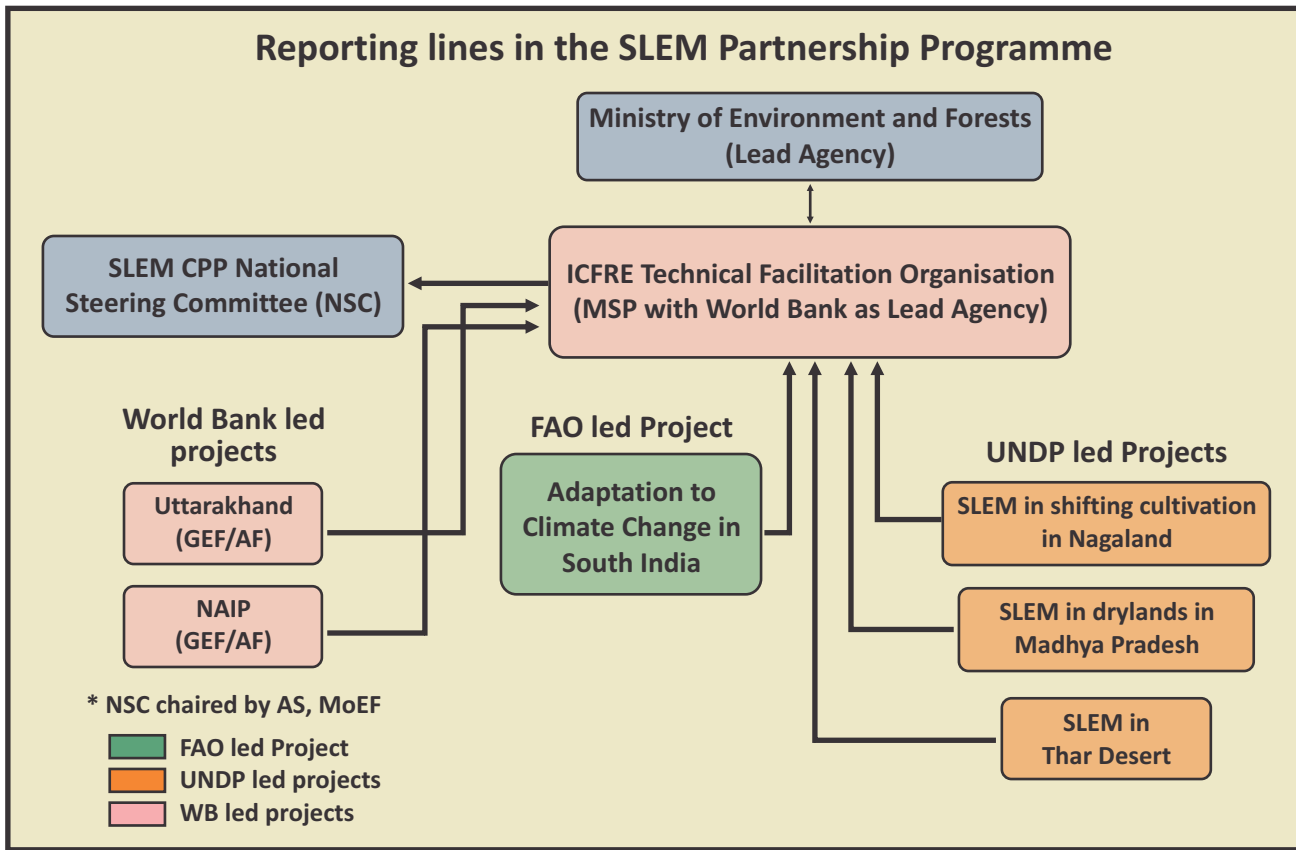 Reporting lines in the SLEM Partnership Programme
Ministry of Environment and Forests
(Lead Agency)
SLEM CPP National
Steering Committee (NSC)
ICFRE Technical Facilitation Organisation
(MSP with World Bank as Lead Agency)
World Bank led
projects
Uttarakhand
(GEF/AF)
NAIP
(GEF/AF)
FAO led Project
Adaptation to
Climate Change in
South India
UNDP led Projects
SLEM in shifting cultivation
in Nagaland
SLEM in drylands in
Madhya Pradesh
SLEM in
Thar Desert
* NSC chaired by AS, MoEF
FAO led Project
UNDP led projects
WB led projects